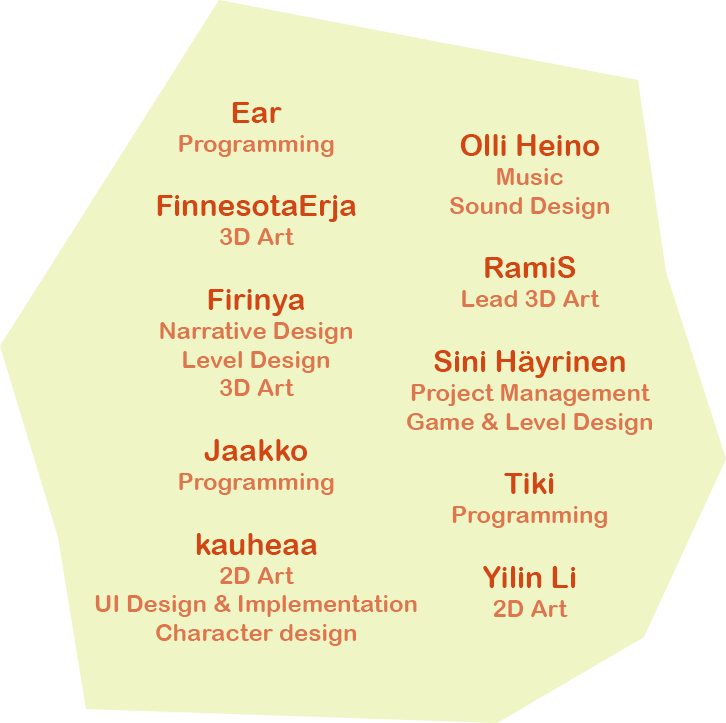 Ear
Programming
FinnesotaErja
3D Art
Firinya
Narrative Design
Level Design
3D Art
Jaakko
Programming
kauheaa
2D Art
UI Design & Implementation
Character design
Olli Heino
Music
Sound Design
RamiS
Lead 3D Art
Sini Häyrinen
Project Management
Game & Level Design
Tiki
Programming
Yilin Li
2D Art